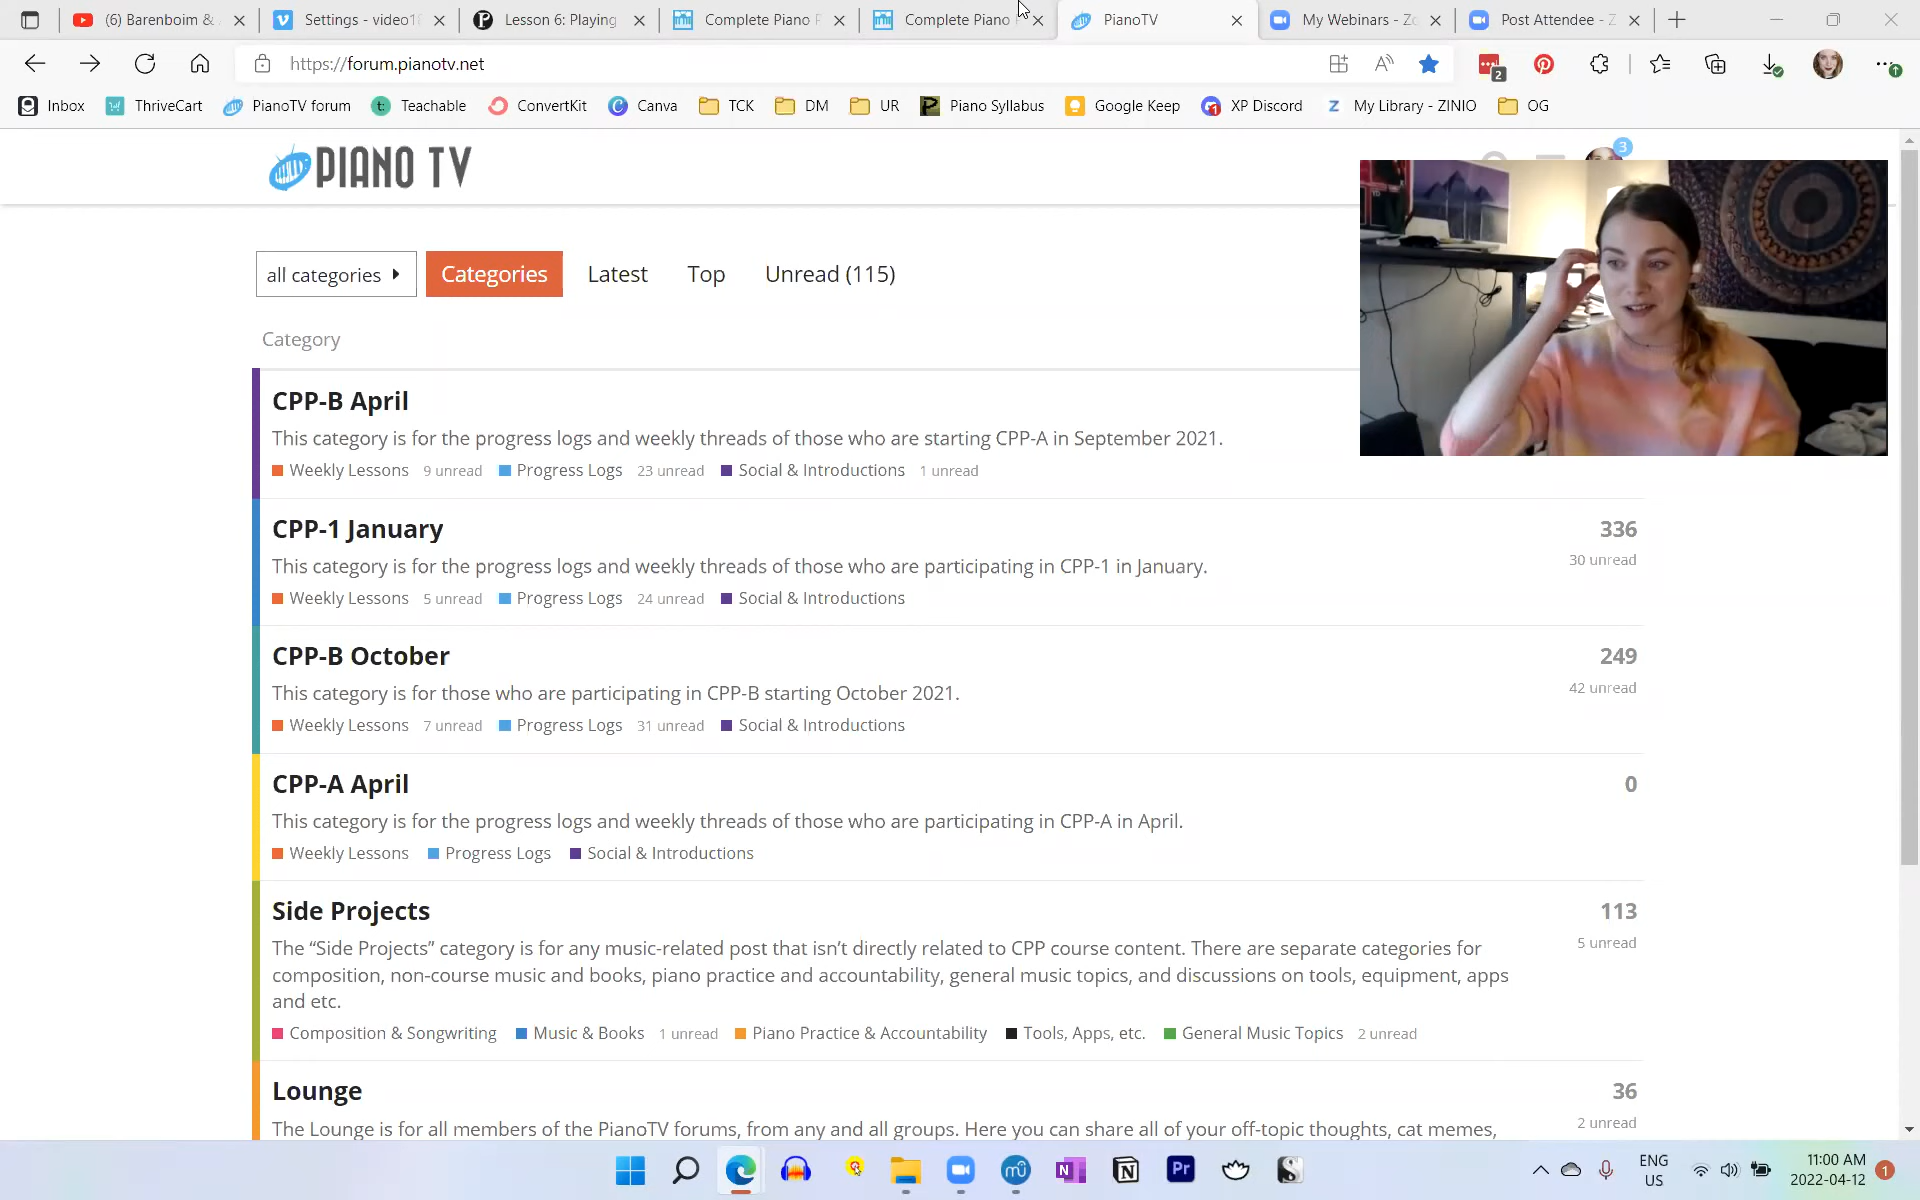 (6) Barenboim &
Settings - video1
Lesson 6: Playing
Complete Piano P
Complete Piano
PianoTV
My Webinars - Zo
Post Attendee - Z
https://forum.pianotv.net
2
Inbox
ThriveCart
PianoTV forum
Teachable
ConvertKit
Canva
TCK
DM
UR
Piano Syllabus
Google Keep
XP Discord
My Library - ZINIO
OG
PIANO TV
3
all categories
Categories
Latest
Top
Unread (115)
Category
CPP-B April
This category is for the progress logs and weekly threads of those who are starting CPP-A in September 2021.
Weekly Lessons 9 unread Progress Logs 23 unread Social & Introductions 1 unread
CPP-1 January
336
This category is for the progress logs and weekly threads of those who are participating in CPP-1 in January.
30 unread
Weekly Lessons 5 unread Progress Logs 24 unread Social & Introductions
CPP-B October
249
This category is for those who are participating in CPP-B starting October 2021.
42 unread
Weekly Lessons 7 unread Progress Logs 31 unread Social & Introductions
CPP-A April
0
This category is for the progress logs and weekly threads of those who are participating in CPP-A in April.
Weekly Lessons Progress Logs Social & Introductions
Side Projects
113
The “Side Projects” category is for any music-related post that isn’t directly related to CPP course content. There are separate categories for
5 unread
composition, non-course music and books, piano practice and accountability, general music topics, and discussions on tools, equipment, apps
and etc.
Composition & Songwriting Music & Books 1 unread Piano Practice & Accountability Tools, Apps, etc. General Music Topics 2 unread
Lounge
36
The Lounge is for all members of the PianoTV forums, from any and all groups. Here you can share all of your off-topic thoughts, cat memes,
2 unread
ENG
US
11:00 AM
2022-04-12
1